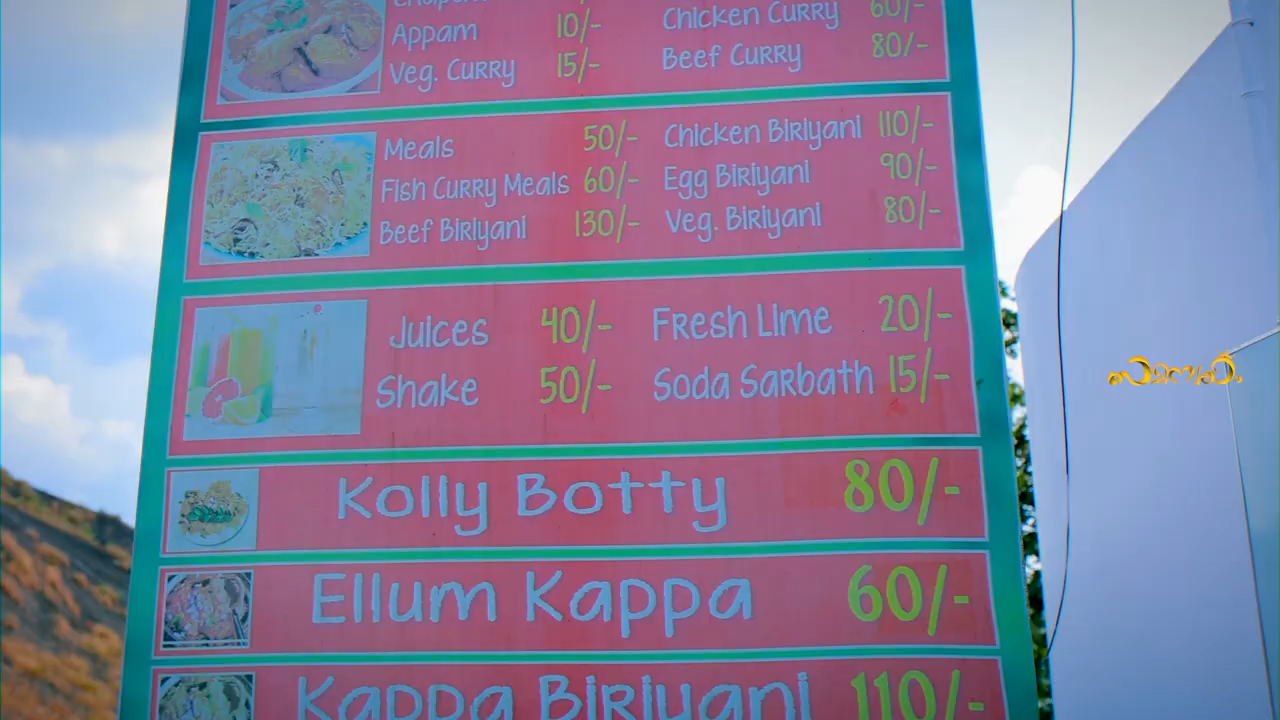 Appam 10/- Chicken Curry 60/-
Veg. Curry 15/- Beef Curry 80/-
Meals 50/- Chicken Biriyani 110/-
Fish Curry Meals 60/- Egg Biriyani 90/-
Beef Biriyani 130/- Veg. Biriyani 80/-
Juices 40/- Fresh Lime 20/-
Shake 50/- Soda Sarbath 15/-
Kolly Botty 80/-
Ellum Kappa 60/-
Kappa Biriyani 110/-